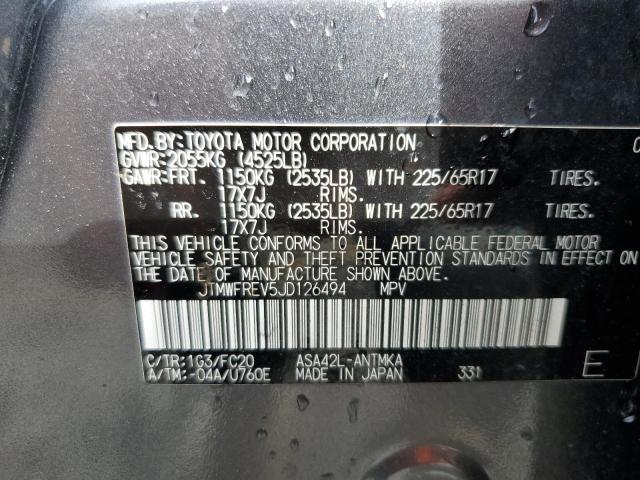 MFD.BY:TOYOTA MOTOR CORPORATION
GVWR:2055KG (4525LB)
GAWR:FRT. 1150KG (2535LB) WITH 225/65R17 TIRES.
17X7J RIMS.
RR. 1150KG (2535LB) WITH 225/65R17 TIRES.
17X7J RIMS.
THIS VEHICLE CONFORMS TO ALL APPLICABLE FEDERAL MOTOR
VEHICLE SAFETY AND THEFT PREVENTION STANDARDS IN EFFECT ON
THE DATE OF MANUFACTURE SHOWN ABOVE.
JTMWFREV5JD126494 MPV
C/TR:1G3/FC20 ASA42L-ANTMKA
A/TM:-04A/U760E MADE IN JAPAN 331 E